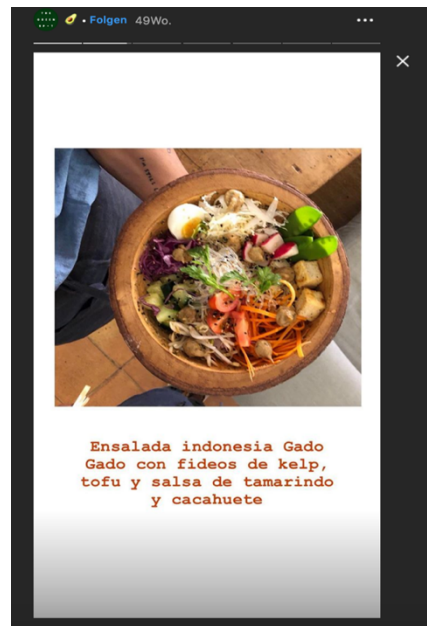 • Folgen 49Wo.
Ensalada indonesia Gado
Gado con fideos de kelp,
tofu y salsa de tamarindo
y cacahuete